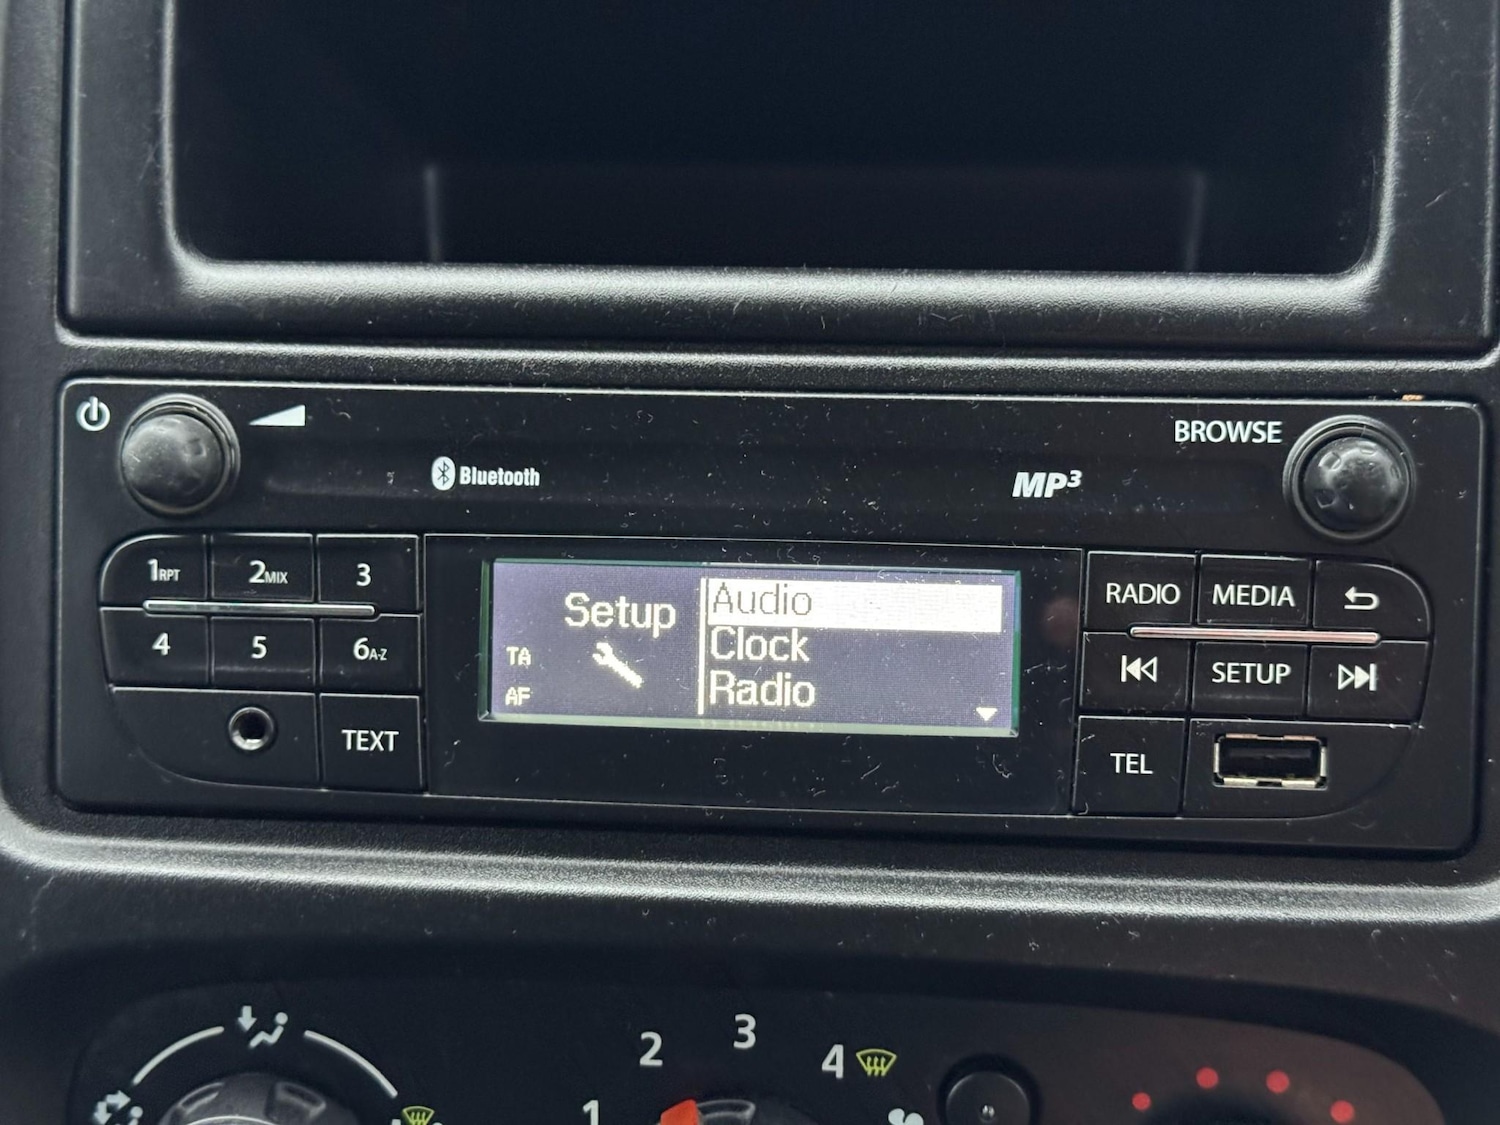 BROWSE
Bluetooth
MP3
1RPT 2MIX 3
4 5 6A-Z
TEXT
Setup
TA
AF
Audio
Clock
Radio
RADIO MEDIA
SETUP
TEL
1 2 3 4